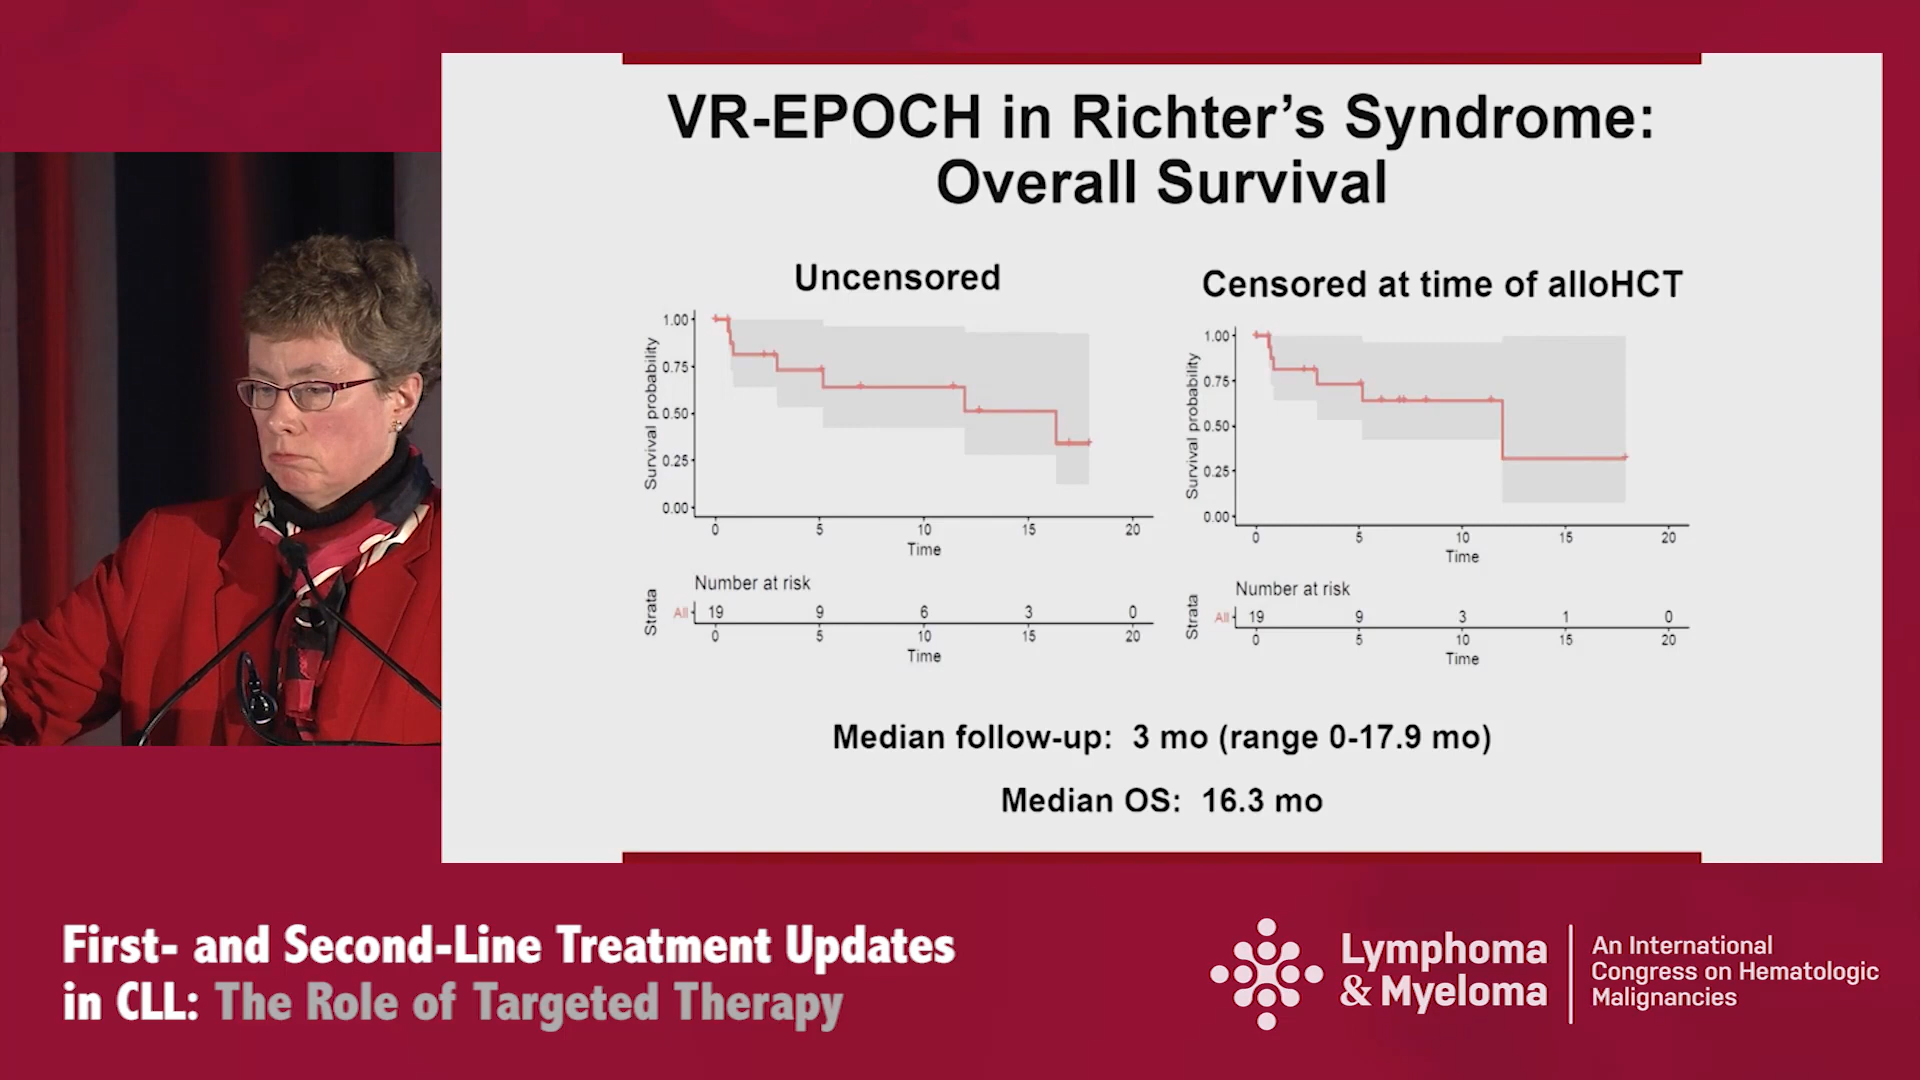 VR-EPOCH in Richter's Syndrome:
Overall Survival
Uncensored
Survival probability
1.00
0.75
0.50
0.25
0.00
0 5 10 15 20
Time
Number at risk
Strata
All 19 9 6 3 0
0 5 10 15 20
Time
Censored at time of alloHCT
Survival probability
1.00
0.75
0.50
0.25
0.00
0 5 10 15 20
Time
Number at risk
Strata
All 19 9 3 1 0
0 5 10 15 20
Time
Median follow-up: 3 mo (range 0-17.9 mo)
Median OS: 16.3 mo
First- and Second-Line Treatment Updates
in CLL: The Role of Targeted Therapy
Lymphoma
& Myeloma
An International
Congress on Hematologic
Malignancies